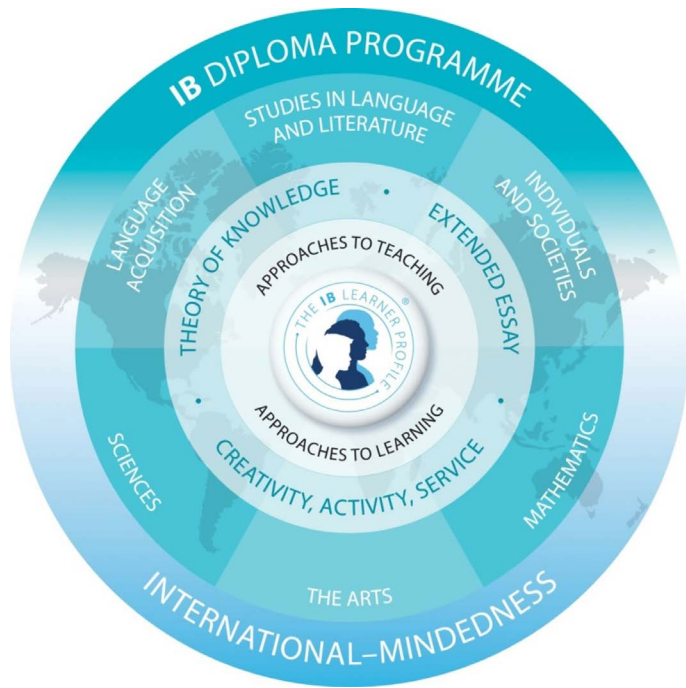 IB DIPLOMA PROGRAMME
STUDIES IN LANGUAGE
AND LITERATURE
LANGUAGE
ACQUISITION
INDIVIDUALS
AND SOCIETIES
THEORY OF KNOWLEDGE
EXTENDED ESSAY
APPROACHES TO TEACHING
THE IB LEARNER PROFILE
®
APPROACHES TO LEARNING
CREATIVITY, ACTIVITY, SERVICE
SCIENCES
MATHEMATICS
THE ARTS
INTERNATIONAL–MINDEDNESS